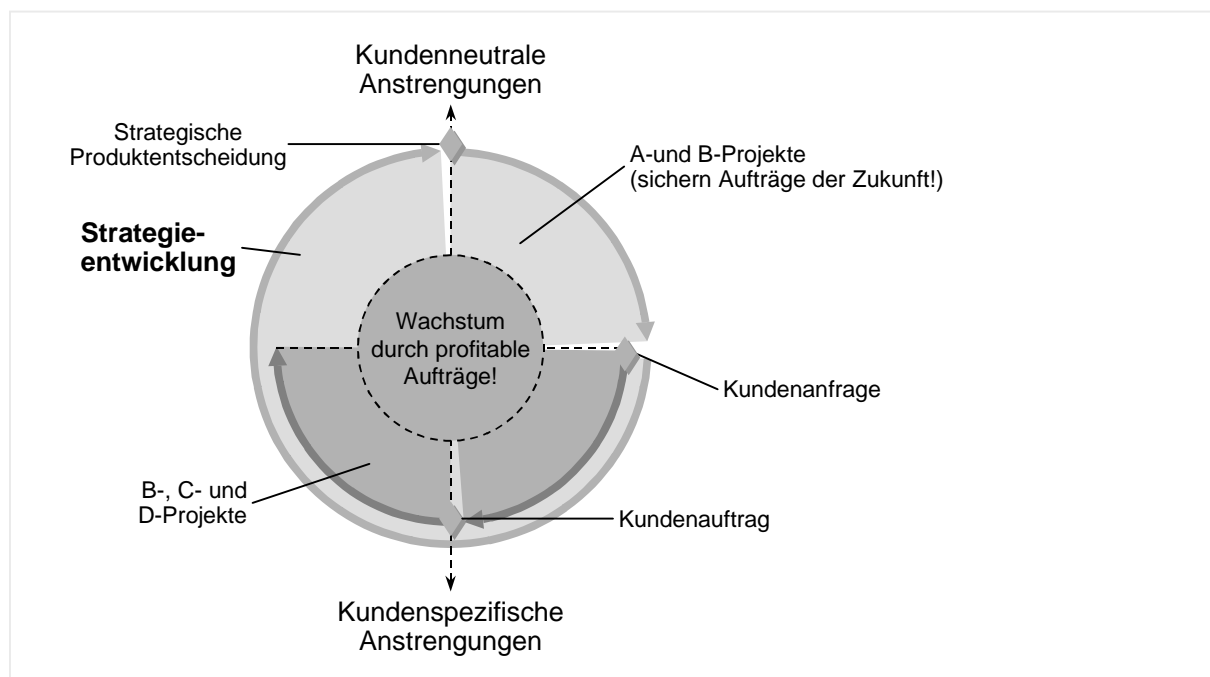 Kundenneutrale
Anstrengungen
Strategische
Produktentscheidung
A-und B-Projekte
(sichern Aufträge der Zukunft!)
Strategie-
entwicklung
Wachstum
durch profitable
Aufträge!
Kundenanfrage
B-, C- und
D-Projekte
Kundenauftrag
Kundenspezifische
Anstrengungen